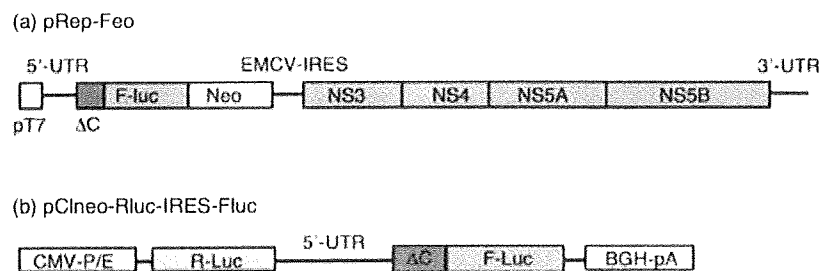 (a) pRep-Feo
5'-UTR EMCV-IRES 3'-UTR
F-luc Neo NS3 NS4 NS5A NS5B
pT7 ΔC
(b) pCIneo-Rluc-IRES-Fluc
5'-UTR
CMV-P/E R-Luc ΔC F-Luc BGH-pA